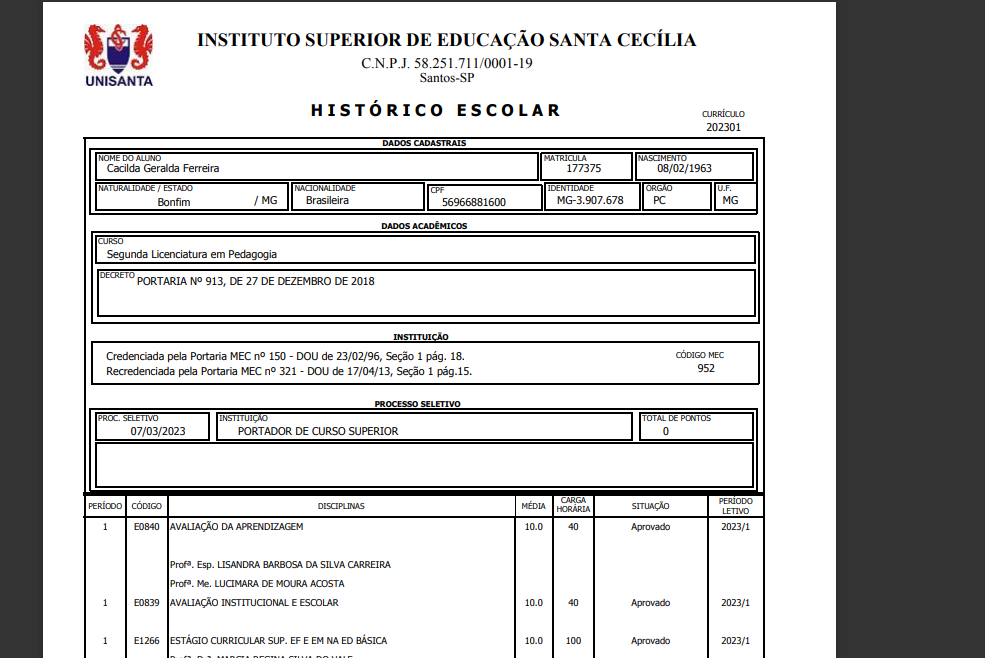 UNISANTA
INSTITUTO SUPERIOR DE EDUCAÇÃO SANTA CECÍLIA
C.N.P.J. 58.251.711/0001-19
Santos-SP
HISTÓRICO ESCOLAR
CURRÍCULO
202301
DADOS CADASTRAIS
NOME DO ALUNO MATRICULA NASCIMENTO
Cacilda Geralda Ferreira 177375 08/02/1963
NATURALIDADE / ESTADO NACIONALIDADE CPF IDENTIDADE ORGÃO U.F.
Bonfim / MG Brasileira 56966881600 MG-3.907.678 PC MG
DADOS ACADÊMICOS
CURSO
Segunda Licenciatura em Pedagogia
DECRETO PORTARIA Nº 913, DE 27 DE DEZEMBRO DE 2018
INSTITUIÇÃO
Credenciada pela Portaria MEC nº 150 - DOU de 23/02/96, Seção 1 pág. 18.
Recredenciada pela Portaria MEC nº 321 - DOU de 17/04/13, Seção 1 pág.15.
CÓDIGO MEC
952
PROCESSO SELETIVO
PROC. SELETIVO INSTITUIÇÃO TOTAL DE PONTOS
07/03/2023 PORTADOR DE CURSO SUPERIOR 0
PERÍODO CÓDIGO DISCIPLINAS MÉDIA CARGA HORÁRIA SITUAÇÃO PERÍODO LETIVO
1 E0840 AVALIAÇÃO DA APRENDIZAGEM 10.0 40 Aprovado 2023/1
Profª. Esp. LISANDRA BARBOSA DA SILVA CARREIRA
Profª. Me. LUCIMARA DE MOURA ACOSTA
1 E0839 AVALIAÇÃO INSTITUCIONAL E ESCOLAR 10.0 40 Aprovado 2023/1
1 E1266 ESTÁGIO CURRICULAR SUP. EF E EM NA ED BÁSICA 10.0 100 Aprovado 2023/1